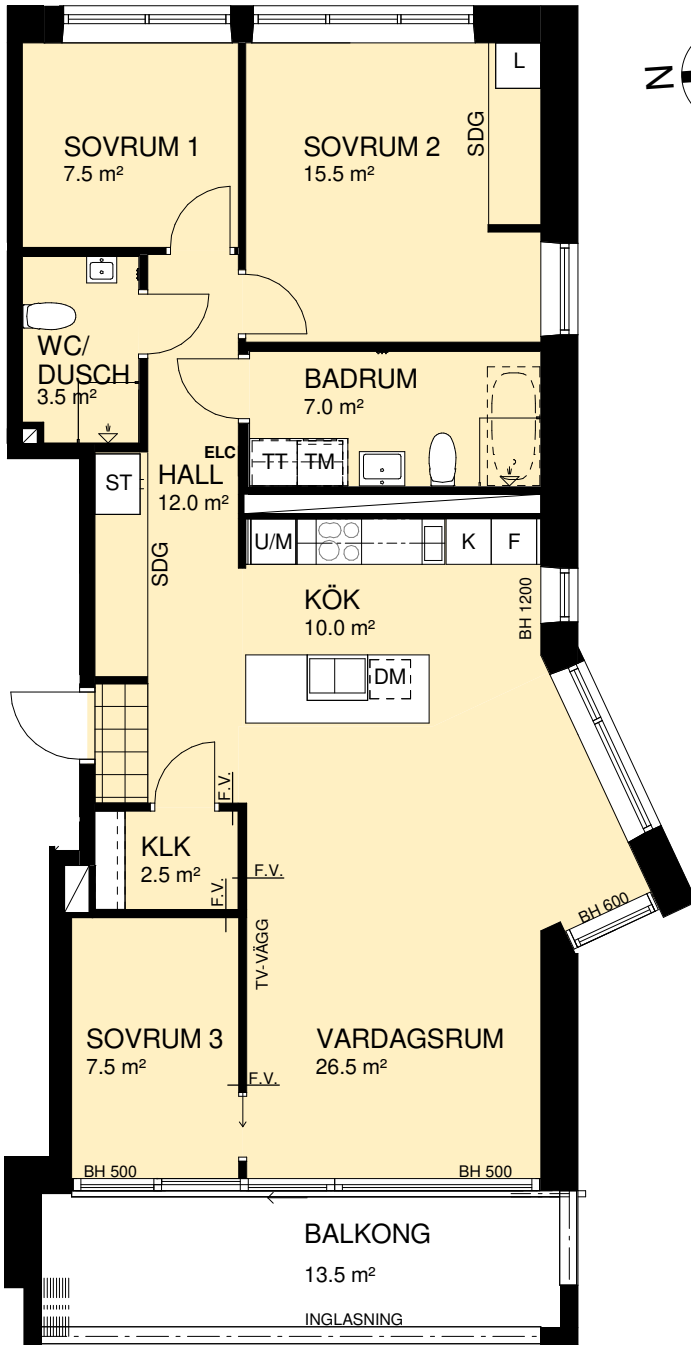 L
N
SOVRUM 1
7.5 m²
SOVRUM 2
15.5 m²
SDG
WC/
DUSCH
3.5 m²
BADRUM
7.0 m²
ELC
TT
TM
ST
HALL
12.0 m²
SDG
U/M
K
F
KÖK
10.0 m²
BH 1200
DM
F.V.
KLK
2.5 m²
F.V.
F.V.
BH 600
TV-VÄGG
SOVRUM 3
7.5 m²
VARDAGSRUM
26.5 m²
F.V.
BH 500
BH 500
BALKONG
13.5 m²
INGLASNING